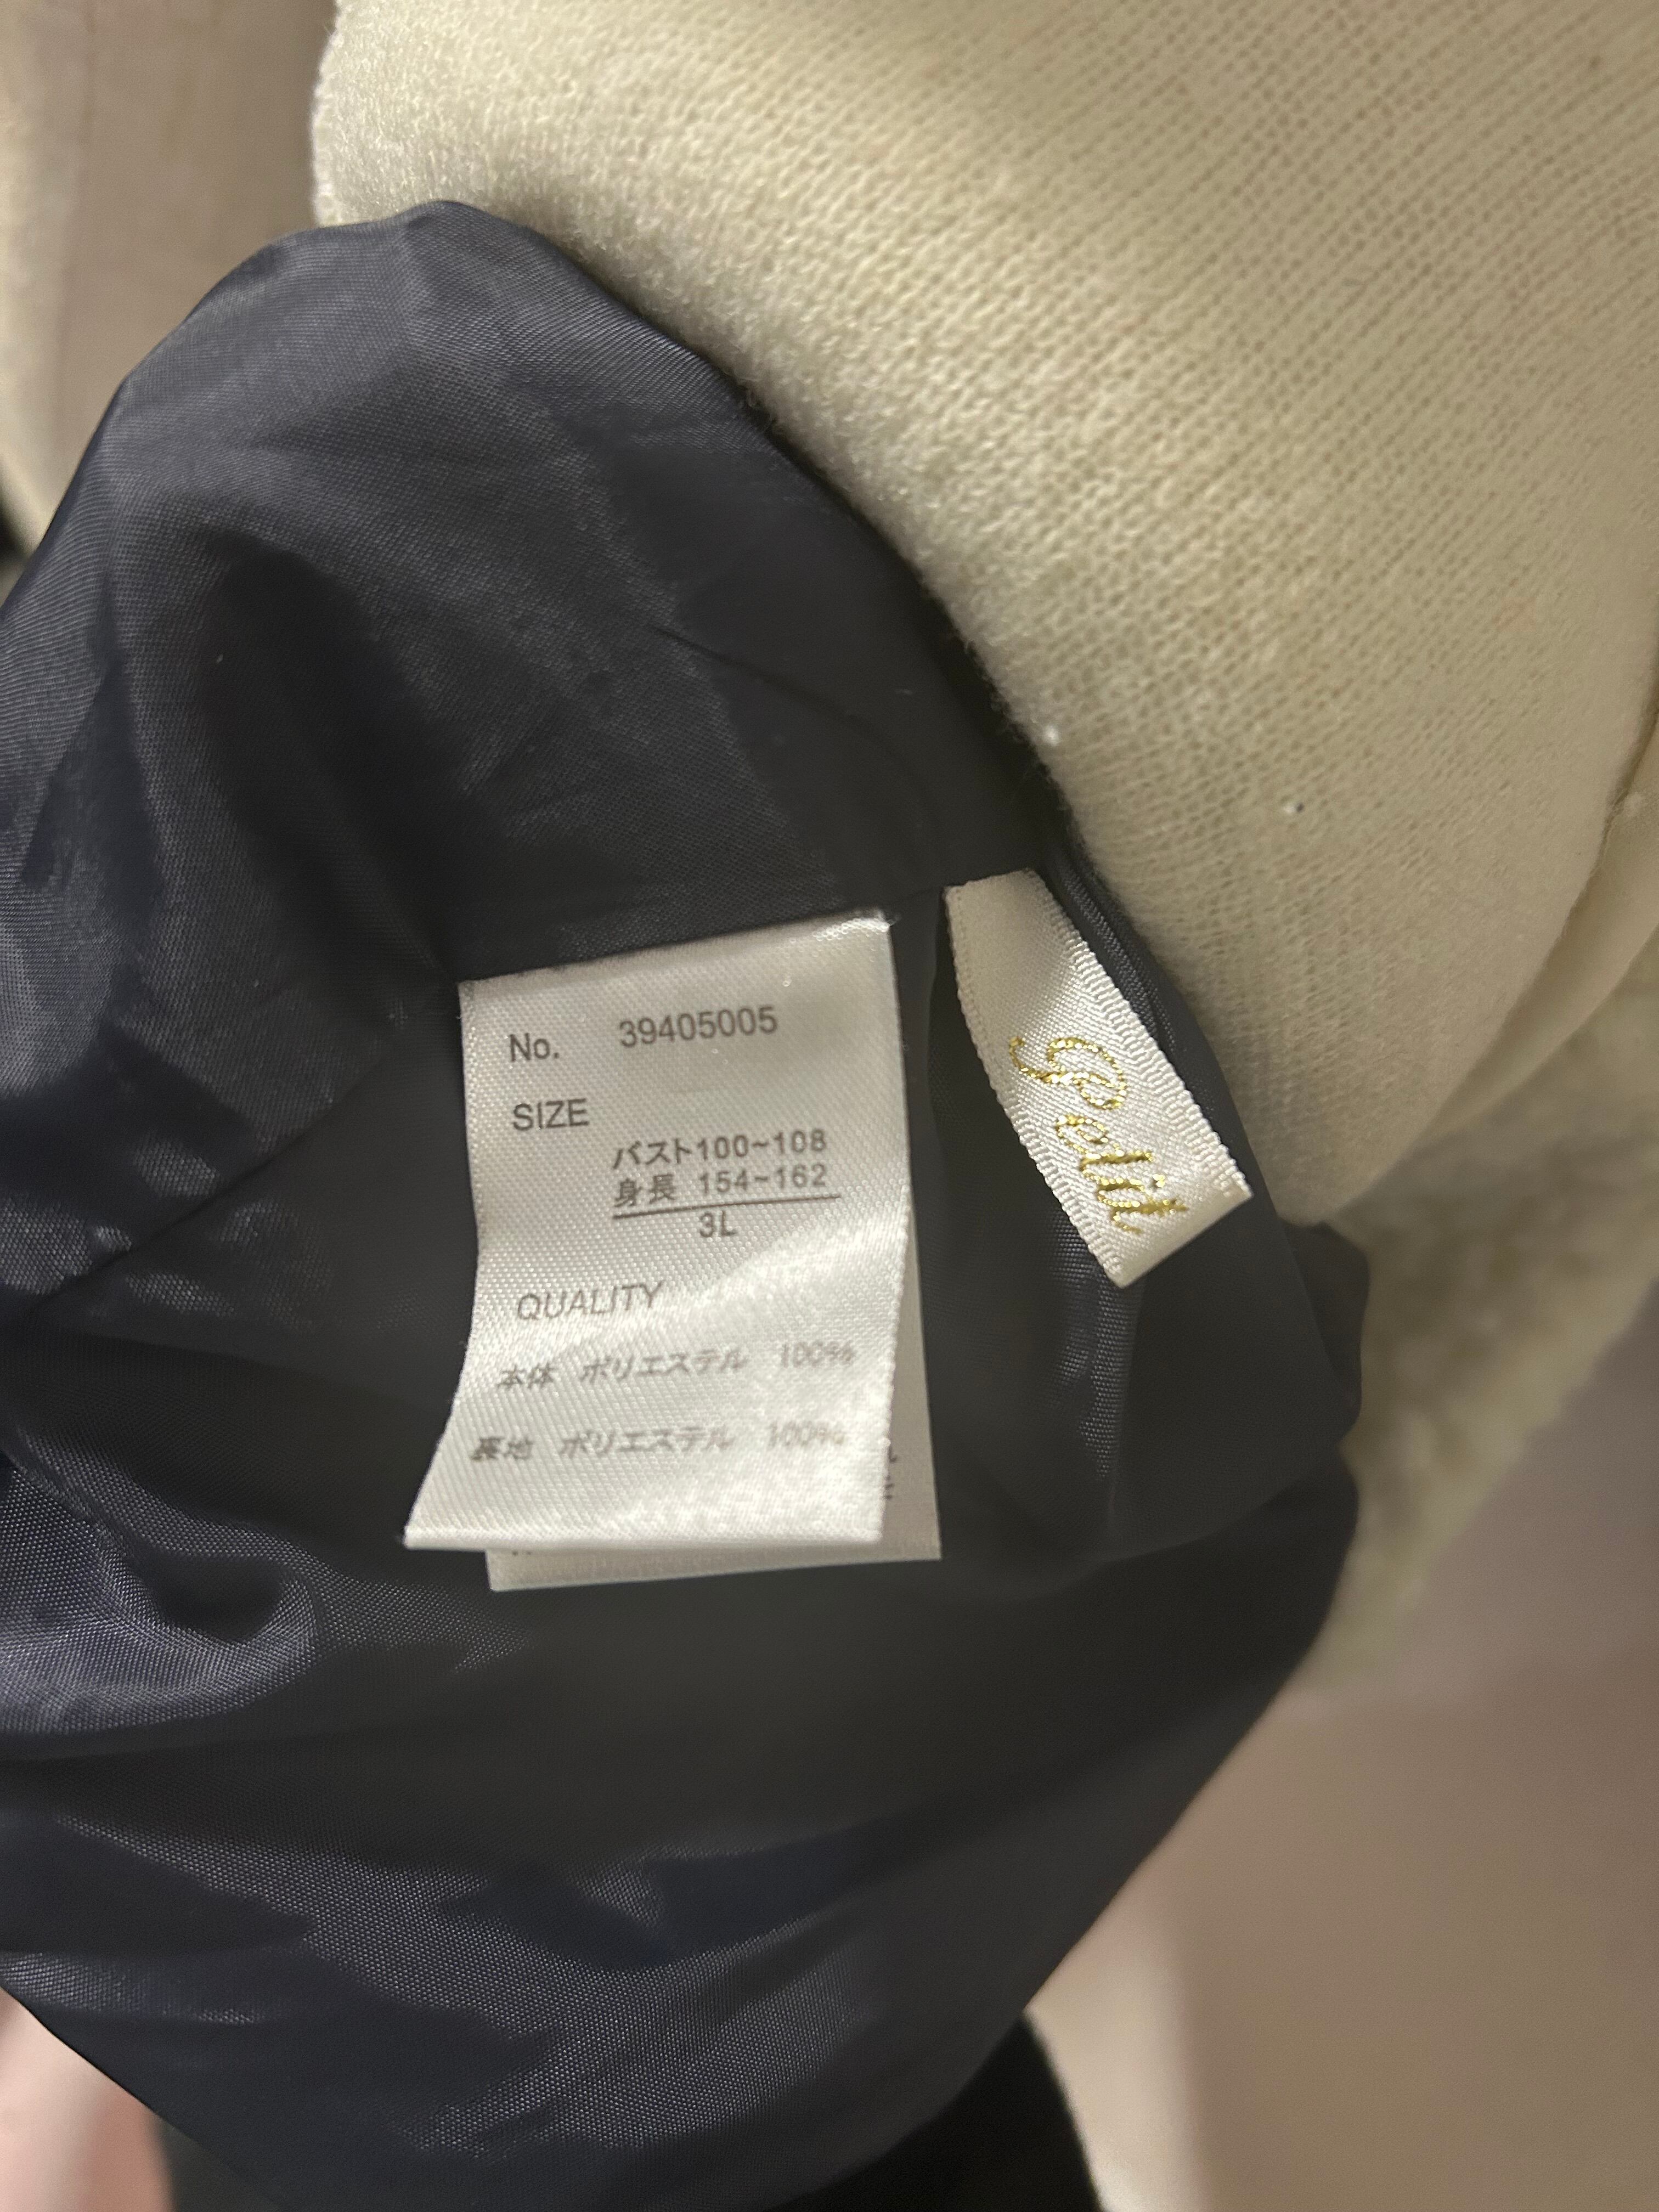 No. 39405005
SIZE
バスト100~108
身長 154~162
3L
QUALITY
本体 ポリエステル 100%
裏地 ポリエステル 100%
Pedit